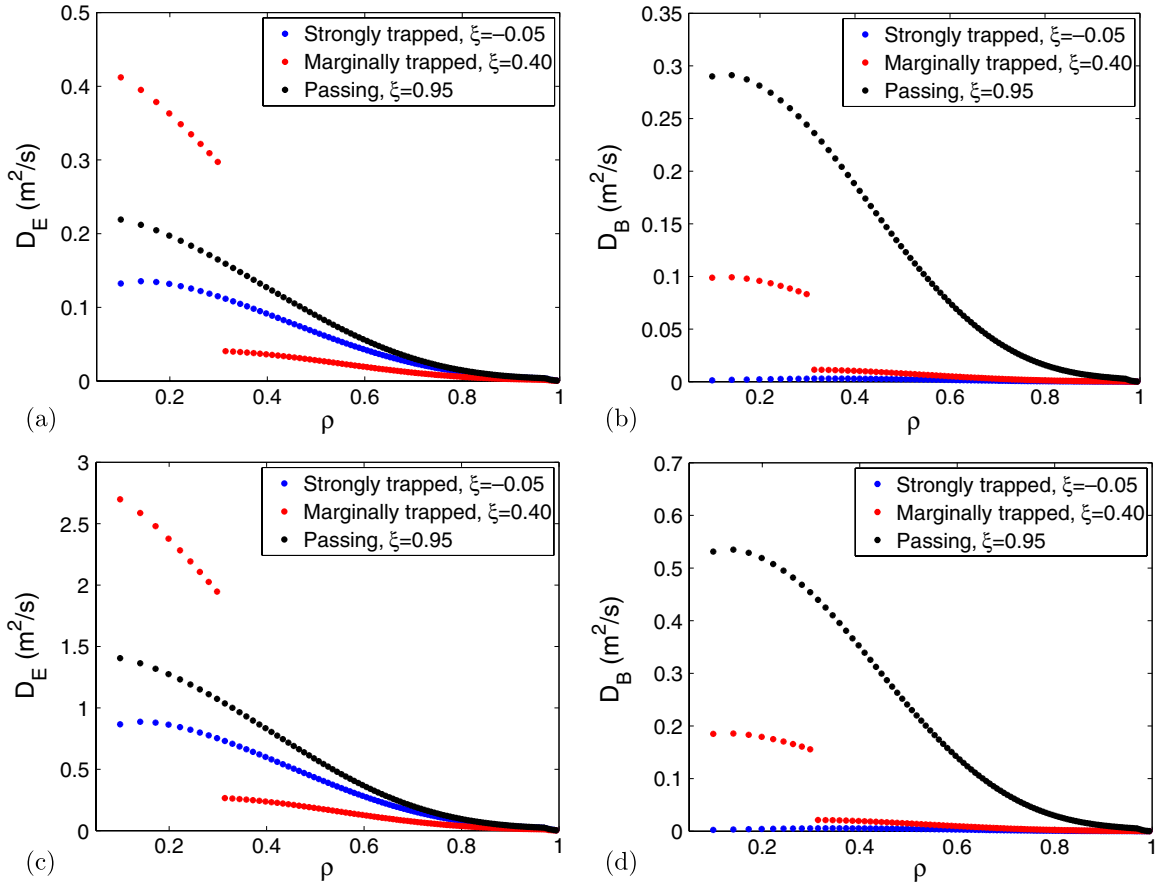 0.5
0.4
0.3
0.2
0.1
0
D_E (m²/s)
Strongly trapped, ξ=−0.05
Marginally trapped, ξ=0.40
Passing, ξ=0.95
0.2 0.4 0.6 0.8 1
ρ
(a)
0.35
0.3
0.25
0.2
0.15
0.1
0.05
0
D_B (m²/s)
Strongly trapped, ξ=−0.05
Marginally trapped, ξ=0.40
Passing, ξ=0.95
0.2 0.4 0.6 0.8 1
ρ
(b)
3
2.5
2
1.5
1
0.5
0
D_E (m²/s)
Strongly trapped, ξ=−0.05
Marginally trapped, ξ=0.40
Passing, ξ=0.95
0.2 0.4 0.6 0.8 1
ρ
(c)
0.7
0.6
0.5
0.4
0.3
0.2
0.1
0
D_B (m²/s)
Strongly trapped, ξ=−0.05
Marginally trapped, ξ=0.40
Passing, ξ=0.95
0.2 0.4 0.6 0.8 1
ρ
(d)